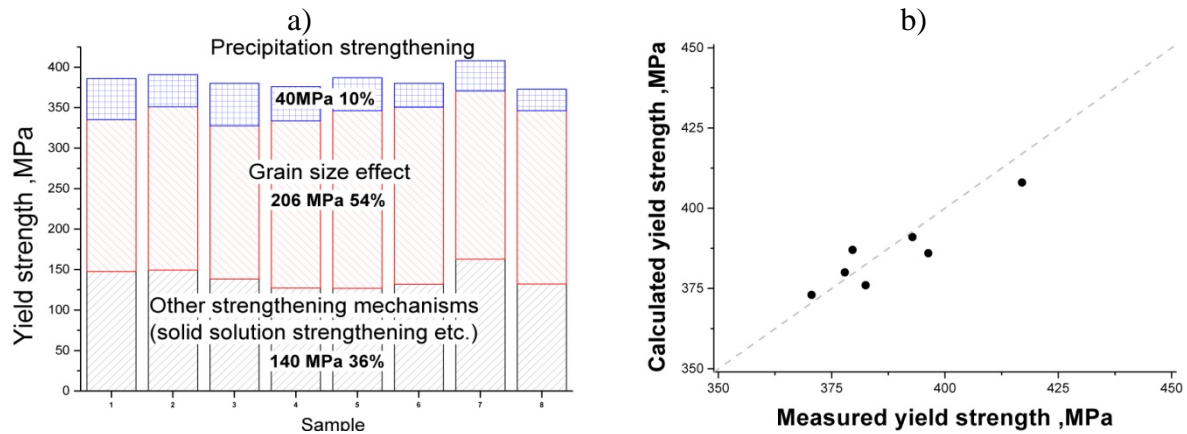 a)
Precipitation strengthening
40MPa 10%
Grain size effect
206 MPa 54%
Other strengthening mechanisms
(solid solution strengthening etc.)
140 MPa 36%
Yield strength ,MPa
400
350
300
250
200
150
100
50
0
1 2 3 4 5 6 7 8
Sample
b)
Calculated yield strength ,MPa
450
425
400
375
350
350 375 400 425 450
Measured yield strength ,MPa